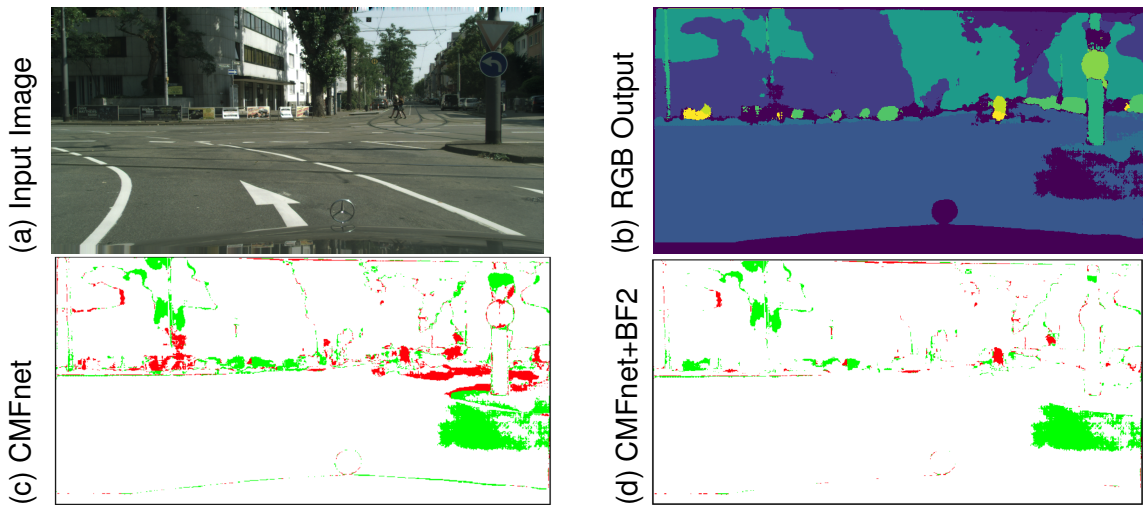 (a) Input Image
(b) RGB Output
(c) CMFnet
(d) CMFnet+BF2